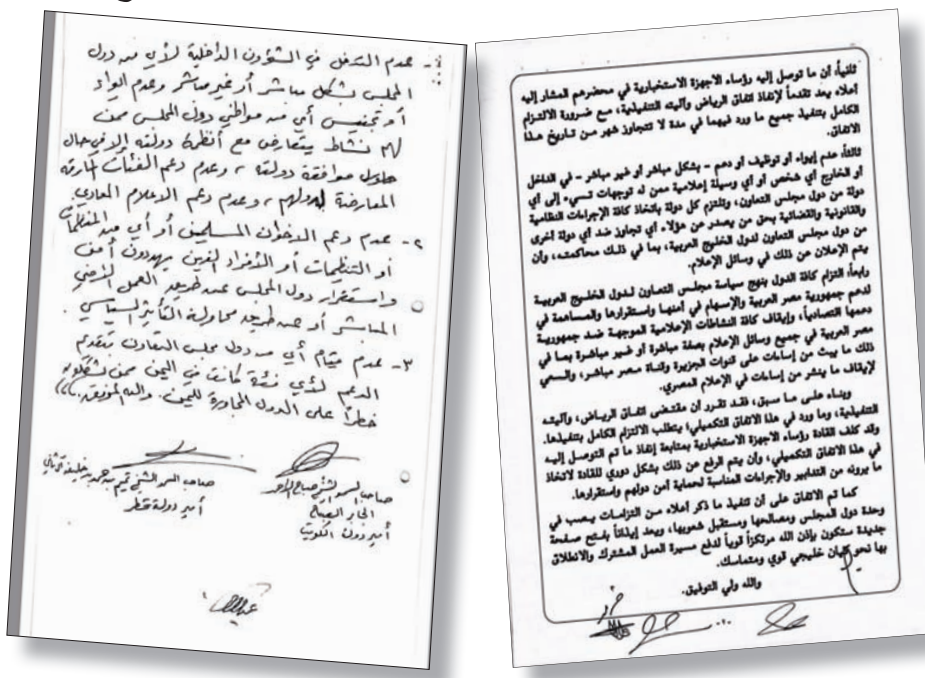 ١- عدم التدخل في الشؤون الداخلية لأي من دول
المجلس بشكل مباشر أو غير مباشر وعدم ايواء
أو تجنيس أي من مواطني دول المجلس ممن
لهم نشاط يتعارض مع أنظمة دولته إلا في حال
موافقة دولته ، وعدم دعم الفئات المارقة
المعارضة لدولهم ، وعدم دعم الاعلام المعادي.
٢- عدم دعم الاخوان المسلمين أو أي من المنظمات
أو التنظيمات أو الأفراد الذين يهددون أمن
واستقرار دول المجلس عن طريق العمل الأمني
المباشر أو عن طريق محاولة التأثير السياسي .
٣- عدم قيام أي من دول مجلس التعاون بتقديم
الدعم لأي فئة كانت في اليمن ممن يشكلون
خطراً على الدول المجاورة لليمن. والله الموفق،،،
صاحب السمو الشيخ صباح الأحمد
الجابر الصباح
أمير دولة الكويت
صاحب السمو الشيخ تميم بن حمد بن خليفة آل ثاني
أمير دولة قطر
ثانياً، أن ما توصل إليه رؤساء الاجهزة الاستخبارية في محضرهم المشار إليه
أعلاه يعد تقدماً لإنفاذ اتفاق الرياض وآليته التنفيذية، مع ضرورة الالتزام
الكامل بتنفيذ جميع ما ورد فيهما في مدة لا تتجاوز شهر من تاريخ هذا
الاتفاق.
ثالثاً، عدم إيواء أو توظيف أو دعم - بشكل مباشر أو غير مباشر - في الداخل
أو الخارج أي شخص أو أي وسيلة إعلامية ممن له توجهات تسيء إلى أي
دولة من دول مجلس التعاون، وتلتزم كل دولة باتخاذ كافة الإجراءات النظامية
والقانونية والقضائية بحق من يصدر عن هؤلاء أي تجاوز ضد أي دولة أخرى
من دول مجلس التعاون لدول الخليج العربية، بما في ذلك محاكمته، وأن
يتم الإعلان عن ذلك في وسائل الإعلام.
رابعاً، التزام كافة الدول بنهج سياسة مجلس التعاون لدول الخليج العربية
لدعم جمهورية مصر العربية والإسهام في أمنها واستقرارها والمساهمة في
دعمها اقتصادياً، وإيقاف كافة النشاطات الإعلامية الموجهة ضد جمهورية
مصر العربية في جميع وسائل الإعلام بصفة مباشرة أو غير مباشرة بما في
ذلك ما يبث من إساءات على قنوات الجزيرة وقناة مصر مباشر، والسعي
لإيقاف ما ينشر من إساءات في الإعلام المصري.
وبناء على ما سبق، فقد تقرر أن مقتضى اتفاق الرياض، وآليته
التنفيذية، وما ورد في هذا الاتفاق التكميلي، يتطلب الالتزام الكامل بتنفيذها.
وقد كلف القادة رؤساء الاجهزة الاستخبارية بمتابعة إنفاذ ما تم التوصل إليه
في هذا الاتفاق التكميلي، وأن يتم الرفع عن ذلك بشكل دوري للقادة لاتخاذ
ما يرونه من التدابير والإجراءات المناسبة لحماية أمن دولهم واستقرارها.
كما تم الاتفاق على أن تنفيذ ما ذكر أعلاه من التزامات يصب في
وحدة دول المجلس ومصالحها ومستقبل شعوبها، ويعد إيذاناً بفتح صفحة
جديدة ستكون بإذن الله مرتكزاً قوياً لدفع مسيرة العمل المشترك والانطلاق
بها نحو كيان خليجي قوي ومتماسك.
والله ولي التوفيق.